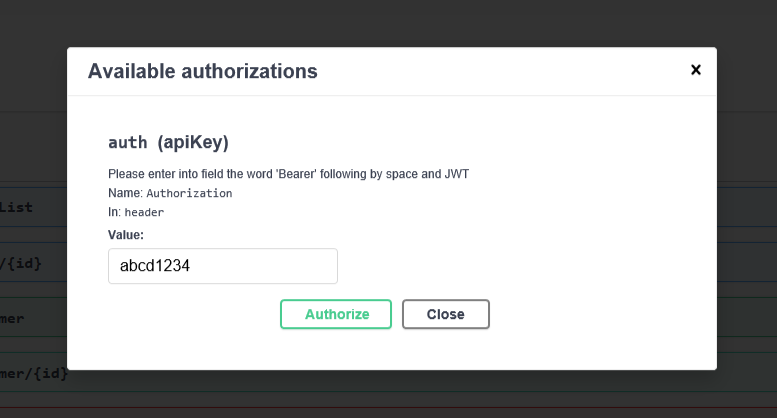 Available authorizations
×
auth (apiKey)
Please enter into field the word 'Bearer' following by space and JWT
Name: Authorization
In: header
Value:
abcd1234
Authorize
Close
List
/{id}
mer
mer/{id}